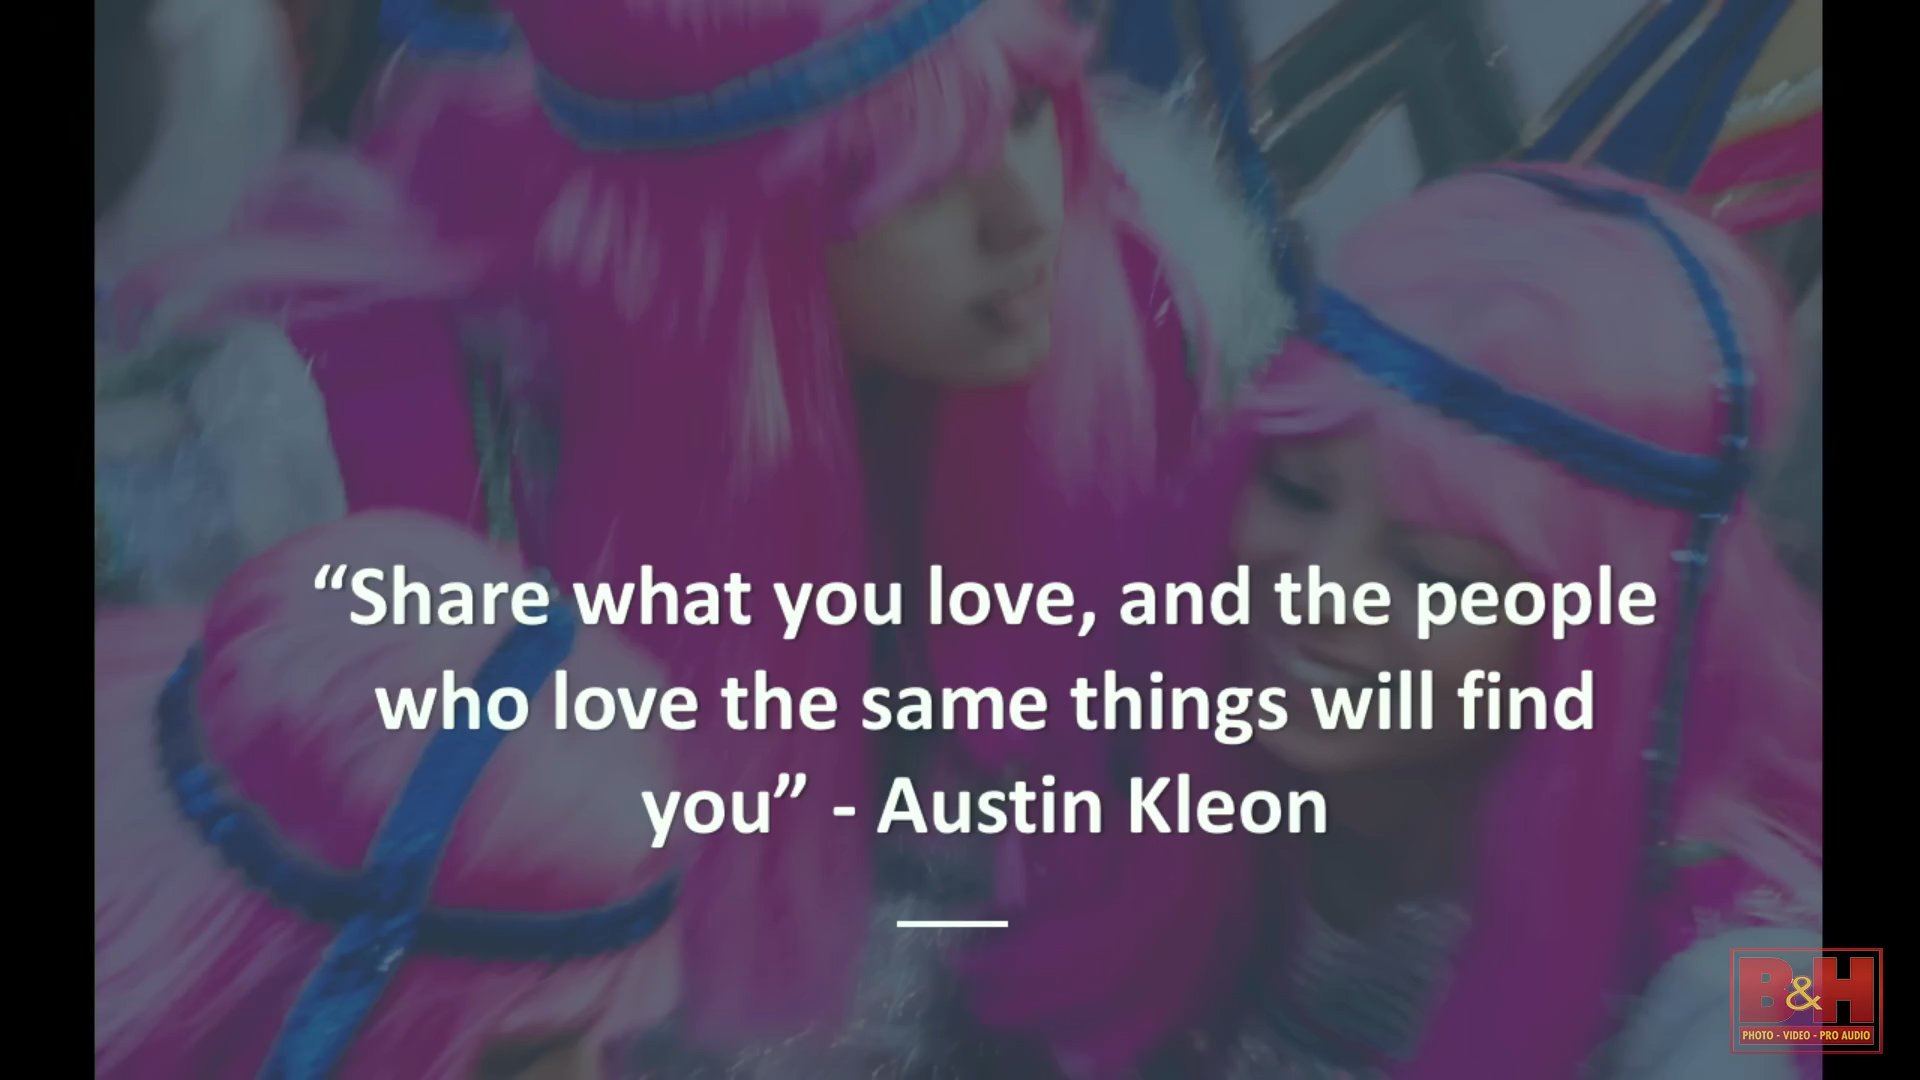 “Share what you love, and the people
who love the same things will find
you” - Austin Kleon
B&H
PHOTO - VIDEO - PRO AUDIO